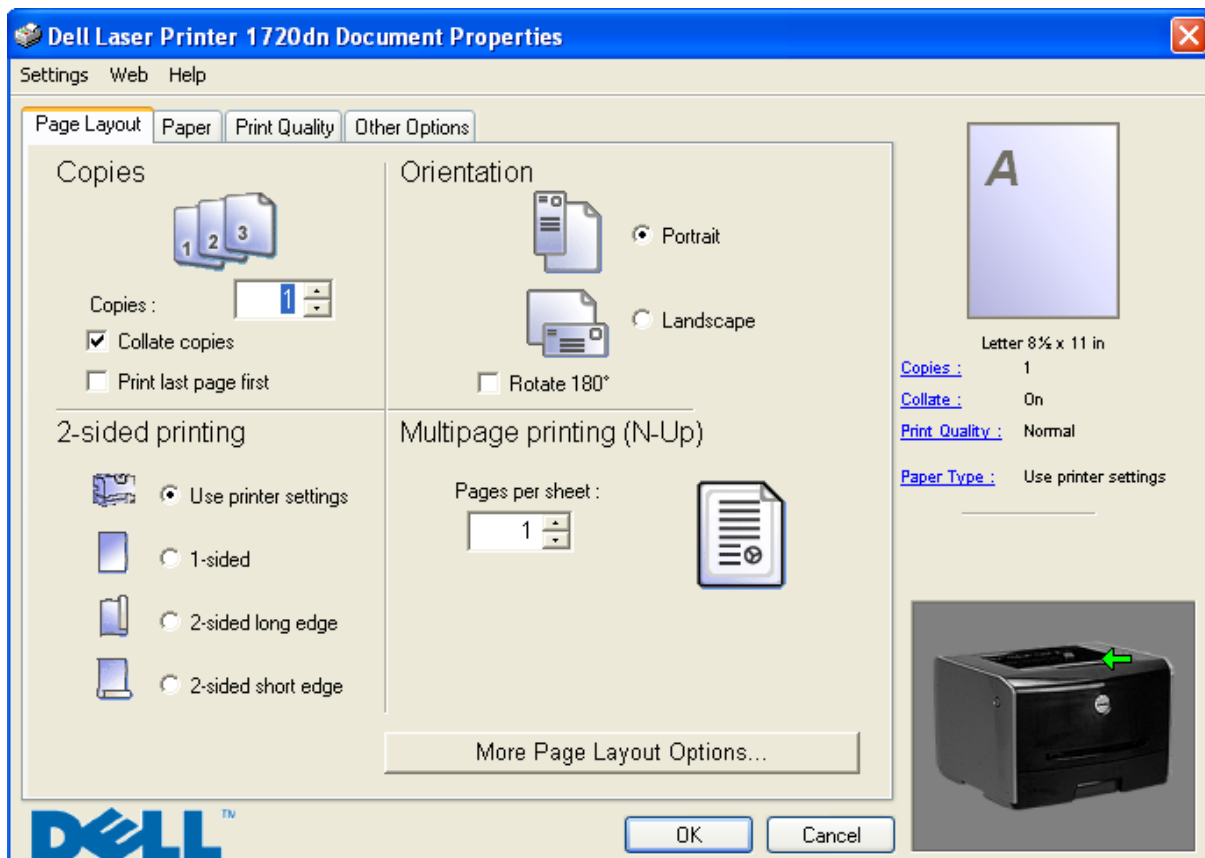 Dell Laser Printer 1720dn Document Properties
Settings Web Help
Page Layout Paper Print Quality Other Options
Copies
1 2 3
Copies : 1
Collate copies
Print last page first
Orientation
Portrait
Landscape
Rotate 180°
2-sided printing
Use printer settings
1-sided
2-sided long edge
2-sided short edge
Multipage printing (N-Up)
Pages per sheet :
1
More Page Layout Options...
A
Letter 8½ x 11 in
Copies : 1
Collate : On
Print Quality : Normal
Paper Type : Use printer settings
DELL™
OK Cancel